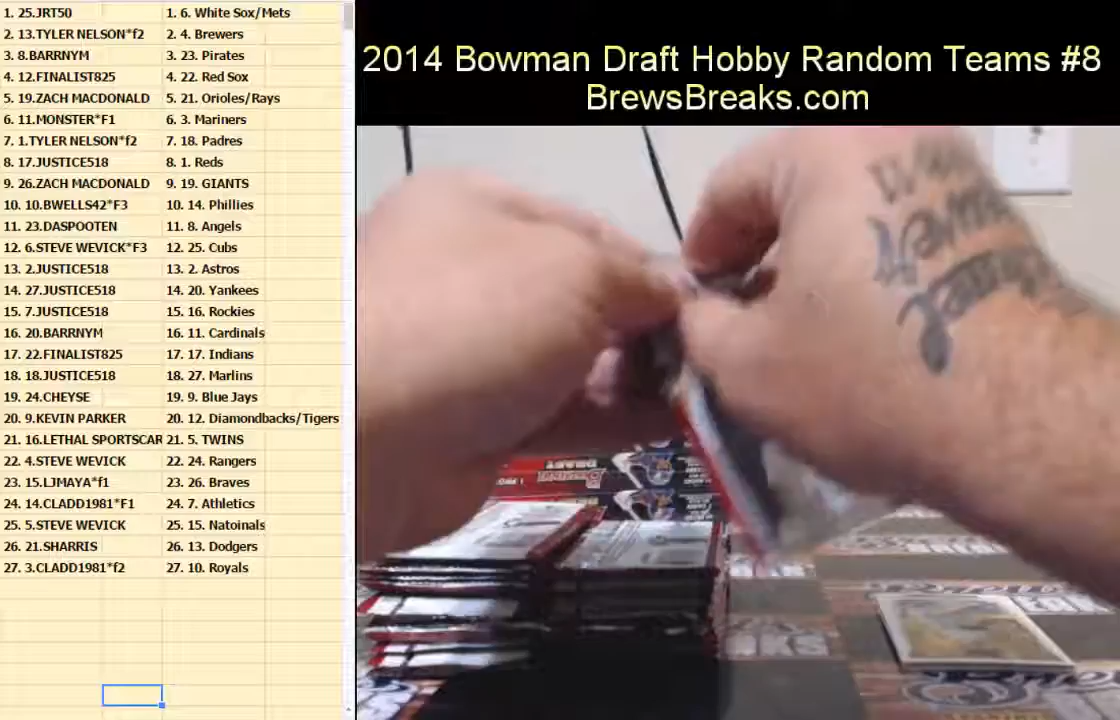 2014 Bowman Draft Hobby Random Teams #8
BrewsBreaks.com
1. 25.JRT50 1. 6. White Sox/Mets
2. 13.TYLER NELSON*f2 2. 4. Brewers
3. 8.BARRNYM 3. 23. Pirates
4. 12.FINALIST825 4. 22. Red Sox
5. 19.ZACH MACDONALD 5. 21. Orioles/Rays
6. 11.MONSTER*F1 6. 3. Mariners
7. 1.TYLER NELSON*f2 7. 18. Padres
8. 17.JUSTICE518 8. 1. Reds
9. 26.ZACH MACDONALD 9. 19. GIANTS
10. 10.BWELLS42*F3 10. 14. Phillies
11. 23.DASPOOTEN 11. 8. Angels
12. 6.STEVE WEVICK*F3 12. 25. Cubs
13. 2.JUSTICE518 13. 2. Astros
14. 27.JUSTICE518 14. 20. Yankees
15. 7.JUSTICE518 15. 16. Rockies
16. 20.BARRNYM 16. 11. Cardinals
17. 22.FINALIST825 17. 17. Indians
18. 18.JUSTICE518 18. 27. Marlins
19. 24.CHEYSE 19. 9. Blue Jays
20. 9.KEVIN PARKER 20. 12. Diamondbacks/Tigers
21. 16.LETHAL SPORTSCAR 21. 5. TWINS
22. 4.STEVE WEVICK 22. 24. Rangers
23. 15.LJMAYA*f1 23. 26. Braves
24. 14.CLADD1981*F1 24. 7. Athletics
25. 5.STEVE WEVICK 25. 15. Natoinals
26. 21.SHARRIS 26. 13. Dodgers
27. 3.CLADD1981*f2 27. 10. Royals
DRAFT